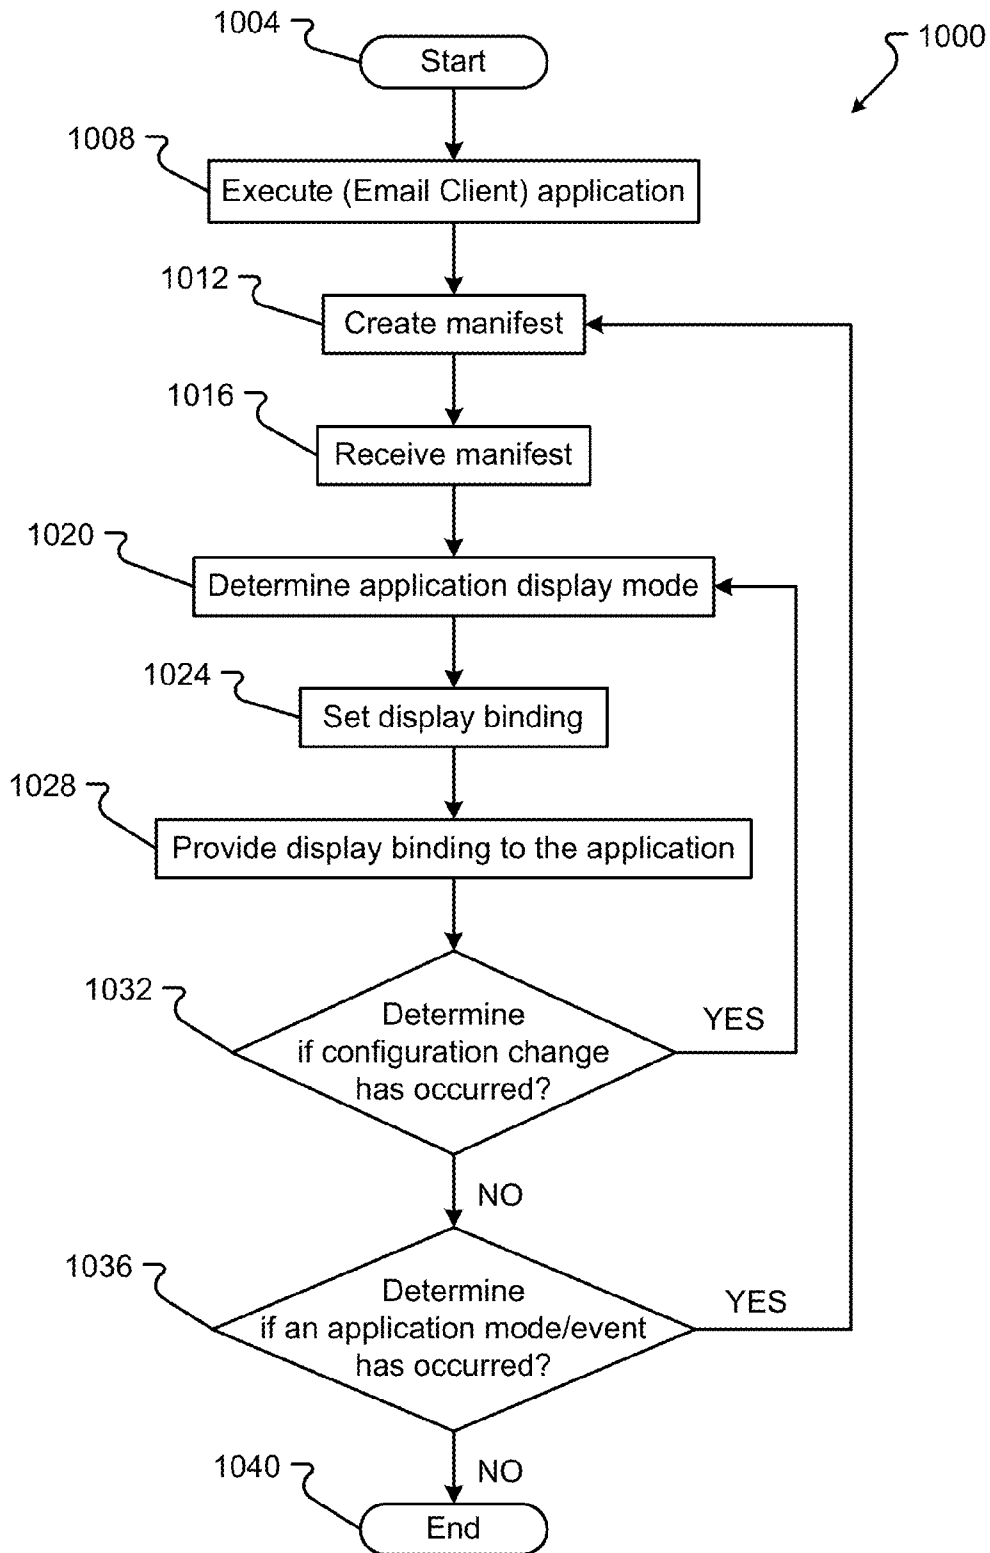 1004
Start
1000
1008
Execute (Email Client) application
1012
Create manifest
1016
Receive manifest
1020
Determine application display mode
1024
Set display binding
1028
Provide display binding to the application
1032
Determine
if configuration change
has occurred?
YES
NO
1036
Determine
if an application mode/event
has occurred?
YES
NO
1040
End